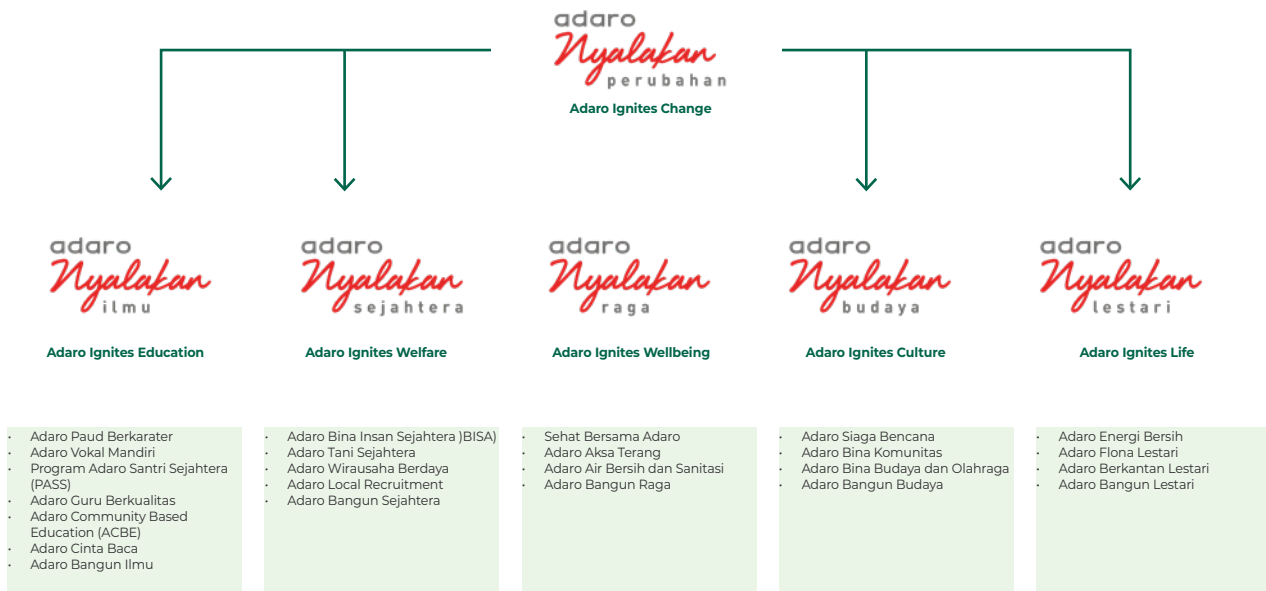 adaro
Nyalakan
perubahan
Adaro Ignites Change
adaro
Nyalakan
ilmu
Adaro Ignites Education
• Adaro Paud Berkarater
• Adaro Vokal Mandiri
• Program Adaro Santri Sejahtera
(PASS)
• Adaro Guru Berkualitas
• Adaro Community Based
Education (ACBE)
• Adaro Cinta Baca
• Adaro Bangun Ilmu
adaro
Nyalakan
sejahtera
Adaro Ignites Welfare
• Adaro Bina Insan Sejahtera )BISA)
• Adaro Tani Sejahtera
• Adaro Wirausaha Berdaya
• Adaro Local Recruitment
• Adaro Bangun Sejahtera
adaro
Nyalakan
raga
Adaro Ignites Wellbeing
• Sehat Bersama Adaro
• Adaro Aksa Terang
• Adaro Air Bersih dan Sanitasi
• Adaro Bangun Raga
adaro
Nyalakan
budaya
Adaro Ignites Culture
• Adaro Siaga Bencana
• Adaro Bina Komunitas
• Adaro Bina Budaya dan Olahraga
• Adaro Bangun Budaya
adaro
Nyalakan
lestari
Adaro Ignites Life
• Adaro Energi Bersih
• Adaro Flona Lestari
• Adaro Berkantan Lestari
• Adaro Bangun Lestari